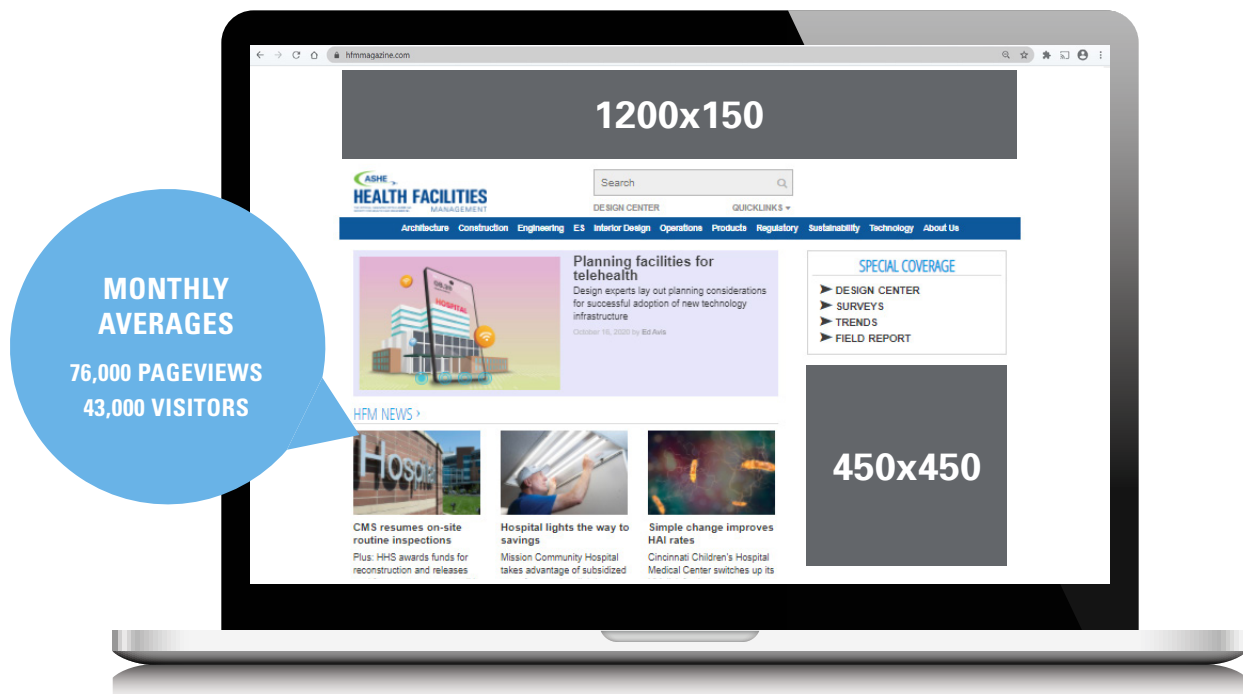 hfmmagazine.com
1200x150
ASHE
HEALTH FACILITIES
MANAGEMENT
Search
DESIGN CENTER
QUICKLINKS
Architecture Construction Engineering ES Interior Design Operations Products Regulatory Sustainability Technology About Us
MONTHLY
AVERAGES
76,000 PAGEVIEWS
43,000 VISITORS
HOSPITAL
Planning facilities for
telehealth
Design experts lay out planning considerations
for successful adoption of new technology
infrastructure
October 16, 2020 by Ed Avis
SPECIAL COVERAGE
DESIGN CENTER
SURVEYS
TRENDS
FIELD REPORT
HFM NEWS ›
Hospital
CMS resumes on-site
routine inspections
Plus: HHS awards funds for
reconstruction and releases
Hospital lights the way to
savings
Mission Community Hospital
takes advantage of subsidized
Simple change improves
HAI rates
Cincinnati Children's Hospital
Medical Center switches up its
450x450